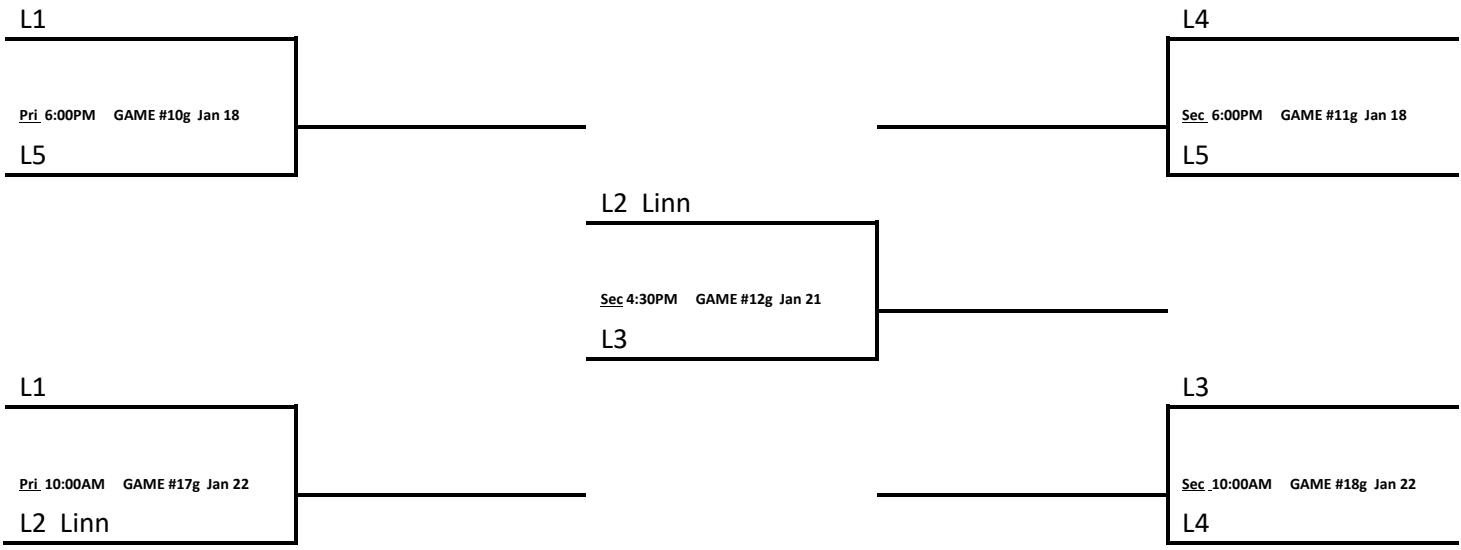 L1
Pri 6:00PM GAME #10g Jan 18
L5
L4
Sec 6:00PM GAME #11g Jan 18
L5
L2 Linn
Sec 4:30PM GAME #12g Jan 21
L3
L1
Pri 10:00AM GAME #17g Jan 22
L2 Linn
L3
Sec 10:00AM GAME #18g Jan 22
L4